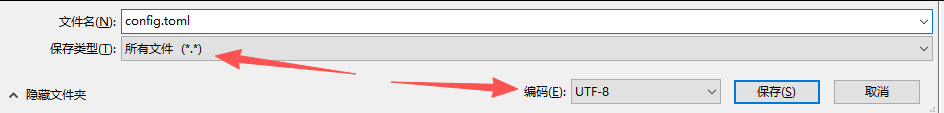 文件名(N): config.toml
保存类型(T): 所有文件 (*.*)
隐藏文件夹 编码(E): UTF-8 保存(S) 取消